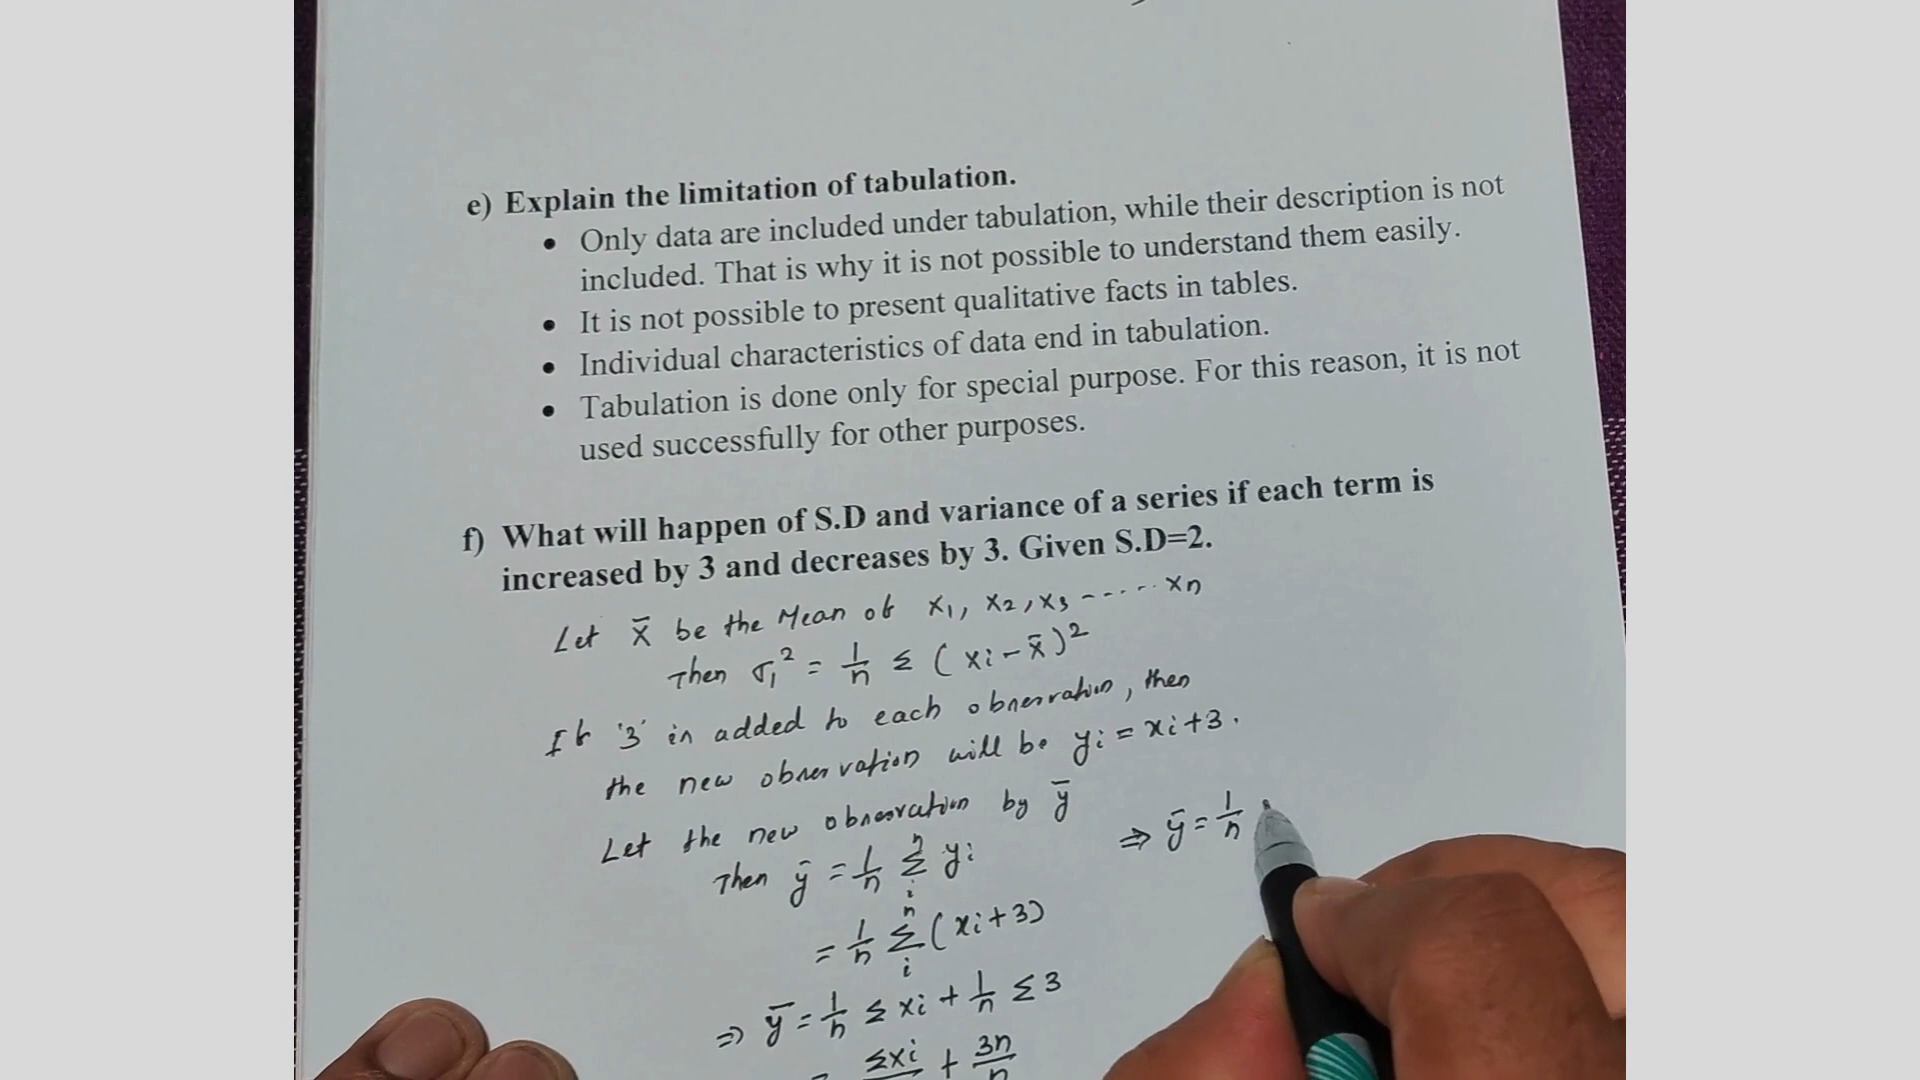 e) Explain the limitation of tabulation.
• Only data are included under tabulation, while their description is not
included. That is why it is not possible to understand them easily.
• It is not possible to present qualitative facts in tables.
• Individual characteristics of data end in tabulation.
• Tabulation is done only for special purpose. For this reason, it is not
used successfully for other purposes.
f) What will happen of S.D and variance of a series if each term is
increased by 3 and decreases by 3. Given S.D=2.
Let x̄ be the Mean of x₁, x₂, x₃ ------ xn
Then σ₁² = 1/n Σ (xi - x̄)²
If '3' is added to each observation, then
the new observation will be yi = xi+3.
Let the new observation by ȳ
Then ȳ = 1/n Σⁿᵢ yi
= 1/n Σⁿᵢ (xi+3)
⇒ ȳ = 1/n Σ xi + 1/n Σ 3
= Σxi + 3n/n
⇒ ȳ = 1/n